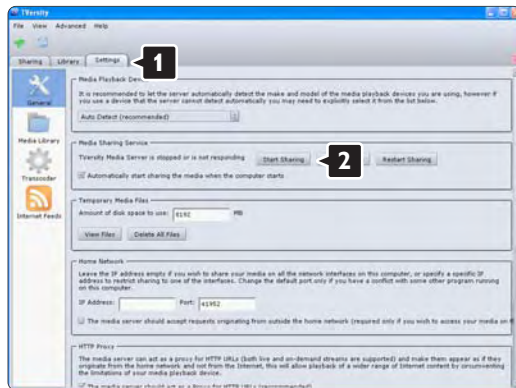 TVersity
File View Advanced Help
Sharing Library Settings
1
General
Media Library
Transcoder
Internet Feeds
Media Playback Dev
It is recommended to let the server automatically detect the make and model of the media playback devices you are using, however if
you use a device that the server cannot detect automatically you may need to explicitly select it from the list below.
Auto Detect (recommended)
Media Sharing Service
TVersity Media Server is stopped or is not responding Start Sharing 2 Restart Sharing
Automatically start sharing the media when the computer starts
Temporary Media Files
Amount of disk space to use: 8192 MB
View Files Delete All Files
Home Network
Leave the IP address empty if you wish to share your media on all the network interfaces on this computer, or specify a specific IP
address to restrict sharing to one of the interfaces. Change the default port only if you have a conflict with some other program running
on this computer.
IP Address: Port: 41952
The media server should accept requests originating from outside the home network (required only if you wish to access your media on
HTTP Proxy
The media server can act as a proxy for HTTP URLs (both live and on-demand streams are supported) and make them appear as if they
originate from the home network and not from the Internet, this will allow playback of a wider range of Internet content by circumventing
the limitations of your media playback device.
The media server should act as a Proxy for HTTP URLs (recommended)